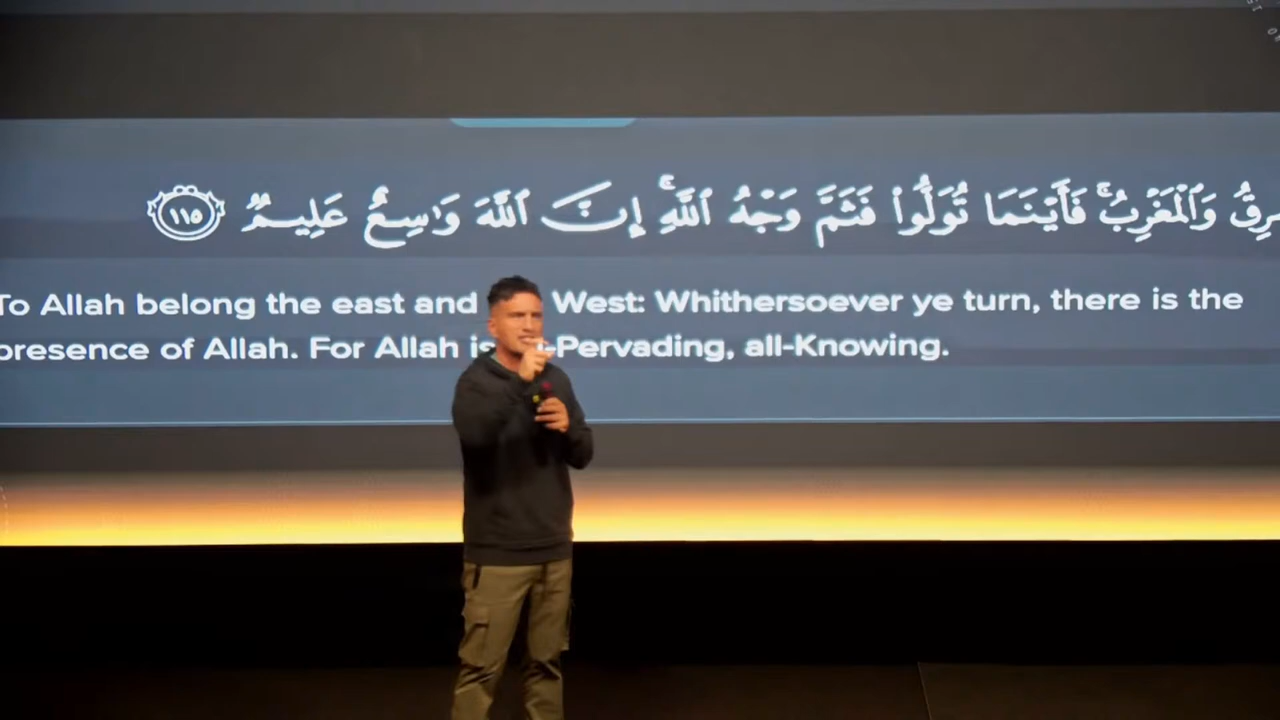 وَٱلْمَغْرِبُ ۚ فَأَيْنَمَا تُوَلُّوا۟ فَثَمَّ وَجْهُ ٱللَّهِ ۚ إِنَّ ٱللَّهَ وَٰسِعٌ عَلِيمٌ ١١٥
To Allah belong the east and West: Whithersoever ye turn, there is the
presence of Allah. For Allah is -Pervading, all-Knowing.